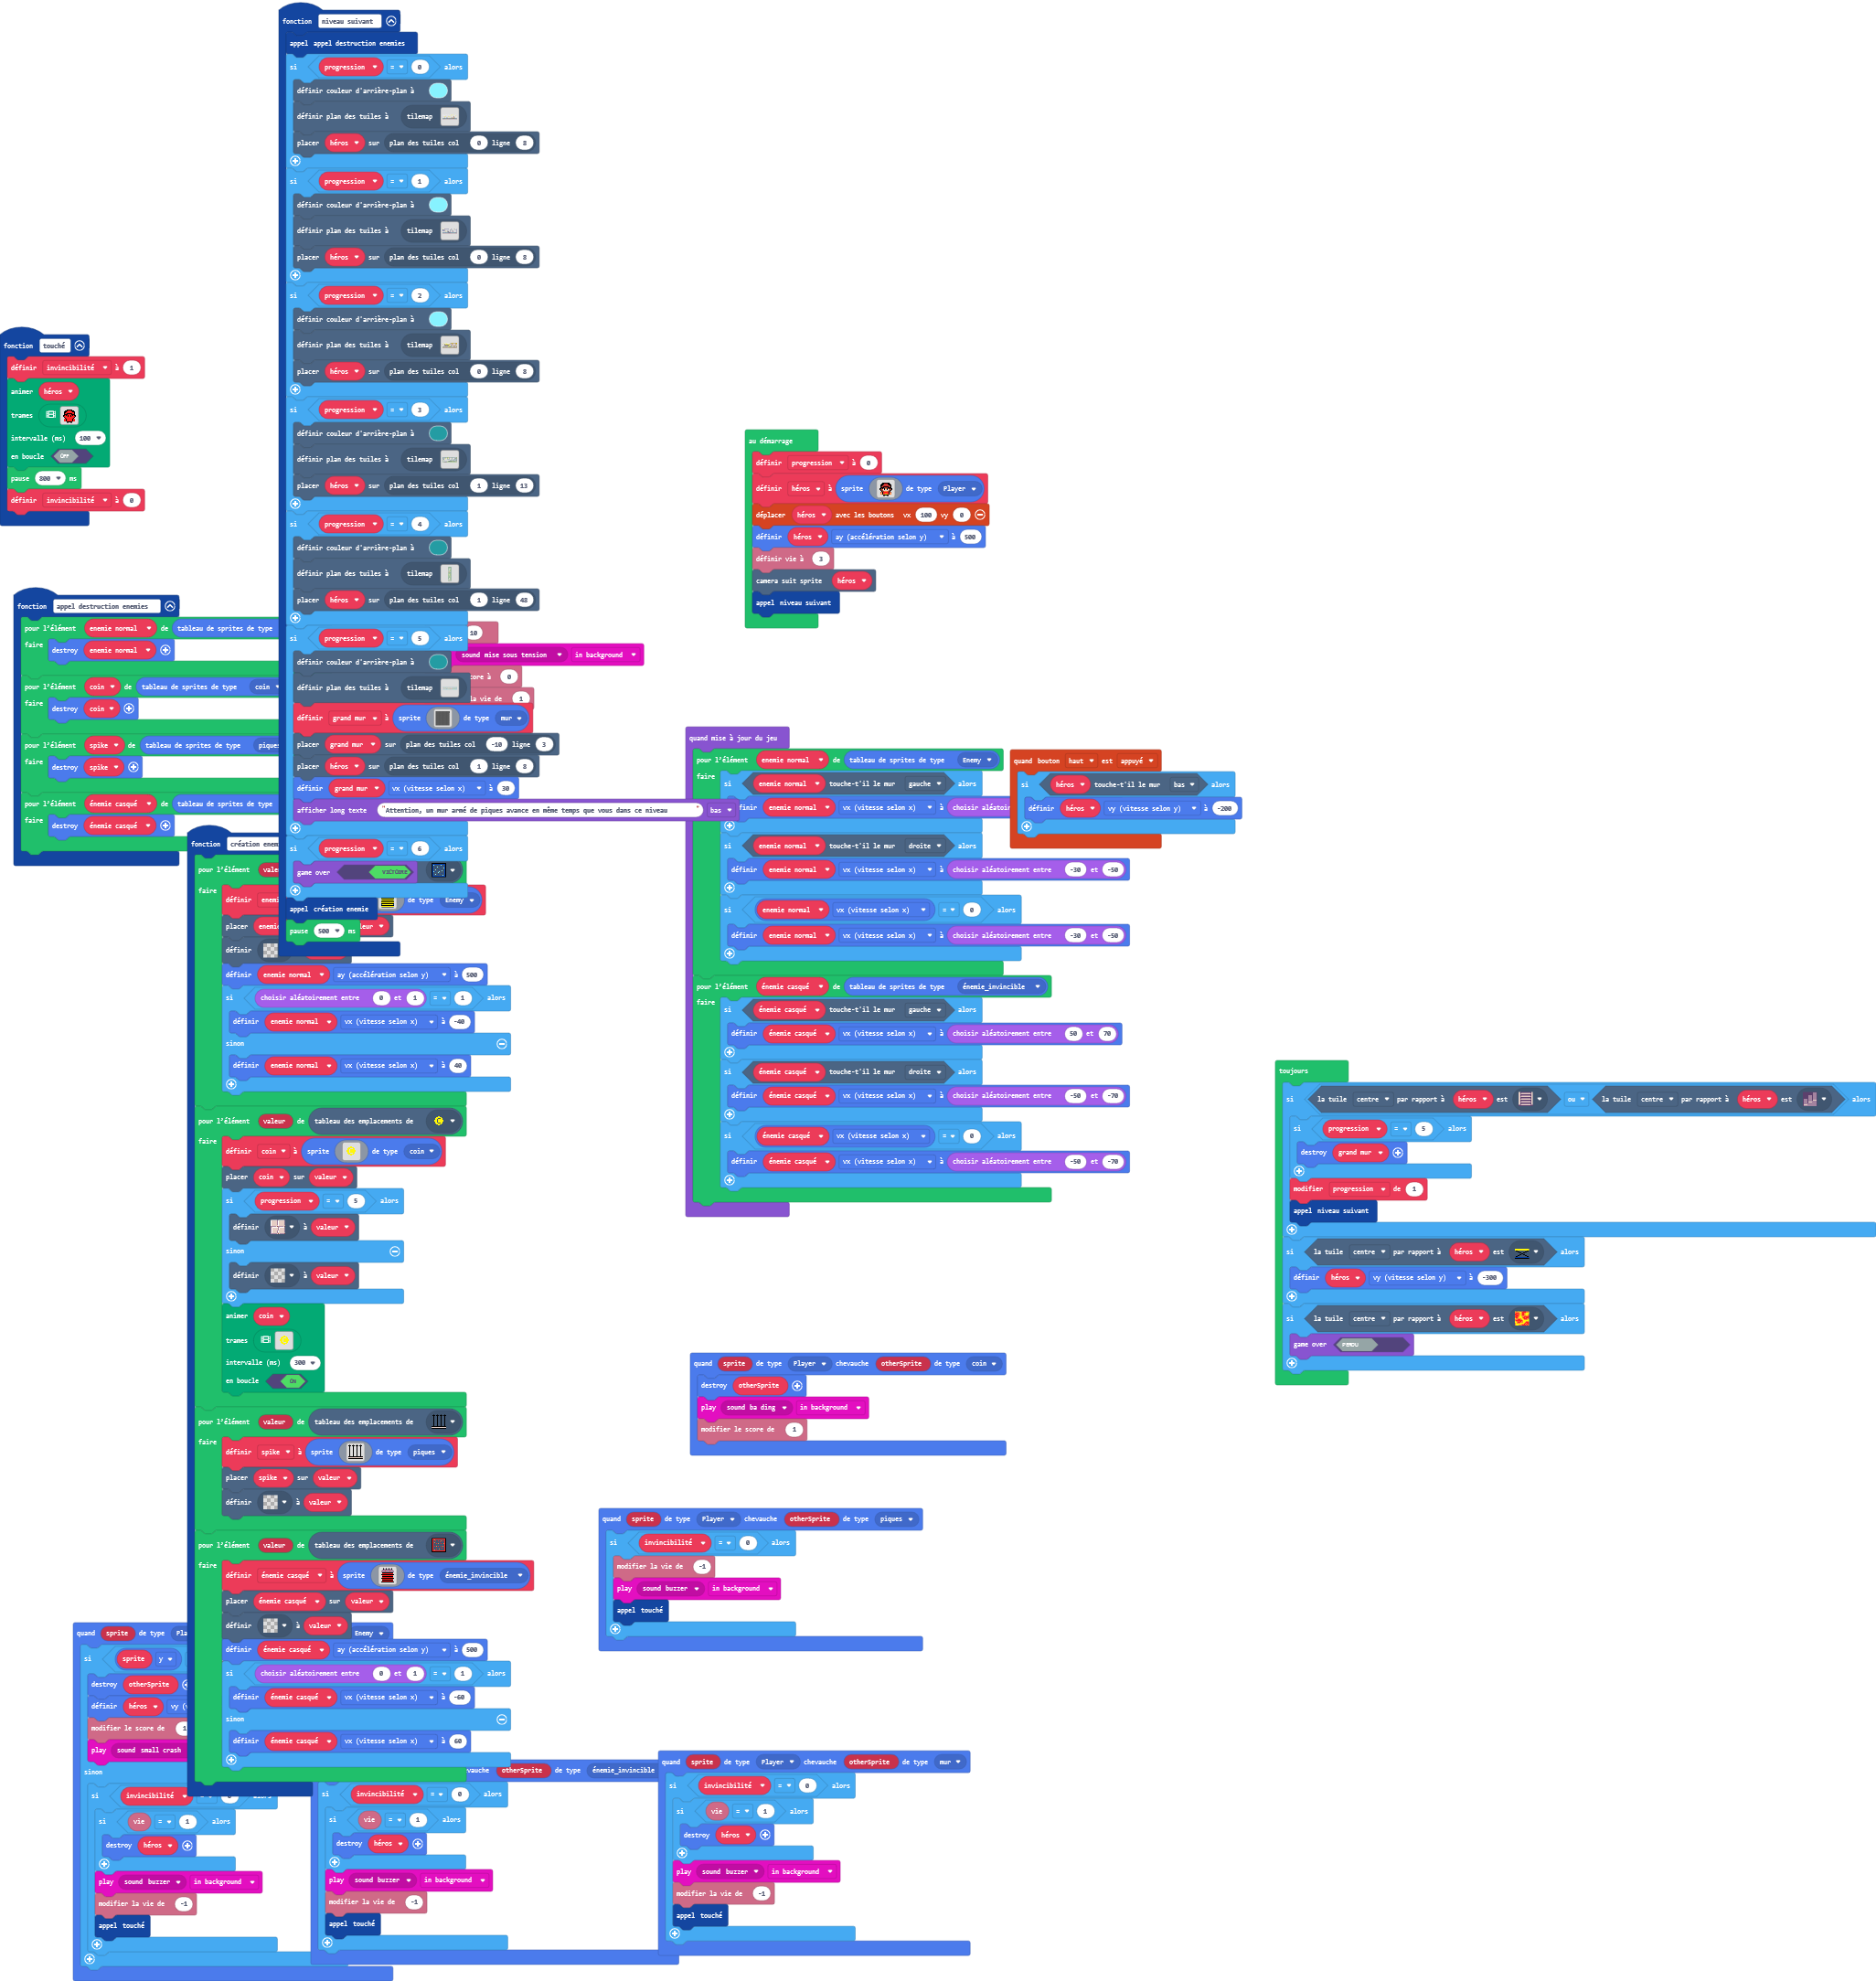 fonction niveau suivant
appel appel destruction enemies
si progression = 0 alors
définir couleur d'arrière-plan à
définir plan des tuiles à tilemap
placer héros sur plan des tuiles col 0 ligne 8
si progression = 1 alors
définir couleur d'arrière-plan à
définir plan des tuiles à tilemap
placer héros sur plan des tuiles col 0 ligne 8
si progression = 2 alors
définir couleur d'arrière-plan à
définir plan des tuiles à tilemap
placer héros sur plan des tuiles col 0 ligne 8
si progression = 3 alors
définir couleur d'arrière-plan à
définir plan des tuiles à tilemap
placer héros sur plan des tuiles col 1 ligne 13
si progression = 4 alors
définir couleur d'arrière-plan à
définir plan des tuiles à tilemap
placer héros sur plan des tuiles col 1 ligne 48
si progression = 5 alors
définir couleur d'arrière-plan à
définir plan des tuiles à tilemap
définir grand mur à sprite de type mur
placer grand mur sur plan des tuiles col -10 ligne 3
placer héros sur plan des tuiles col 1 ligne 8
définir grand mur vx (vitesse selon x) à 30
afficher long texte "Attention, un mur armé de piques avance en même temps que vous dans ce niveau " bas
si progression = 6 alors
game over VICTOIRE
appel création enemie
pause 500 ms
10
sound mise sous tension in background
core à 0
la vie de 1
fonction touché
définir invincibilité à 1
animer héros
trames
intervalle (ms) 100
en boucle OFF
pause 800 ms
définir invincibilité à 0
fonction appel destruction enemies
pour l'élément enemie normal de tableau de sprites de type
faire destroy enemie normal
pour l'élément coin de tableau de sprites de type coin
faire destroy coin
pour l'élément spike de tableau de sprites de type piques
faire destroy spike
pour l'élément énemie casqué de tableau de sprites de type
faire destroy énemie casqué
au démarrage
définir progression à 0
définir héros à sprite de type Player
déplacer héros avec les boutons vx 100 vy 0
définir héros ay (accélération selon y) à 500
définir vie à 3
camera suit sprite héros
appel niveau suivant
quand mise à jour du jeu
pour l'élément enemie normal de tableau de sprites de type Enemy
faire si enemie normal touche-t'il le mur gauche alors
finir enemie normal vx (vitesse selon x) à choisir aléatoir
si enemie normal touche-t'il le mur droite alors
définir enemie normal vx (vitesse selon x) à choisir aléatoirement entre -30 et -50
si enemie normal vx (vitesse selon x) = 0 alors
définir enemie normal vx (vitesse selon x) à choisir aléatoirement entre -30 et -50
pour l'élément énemie casqué de tableau de sprites de type énemie_invincible
faire si énemie casqué touche-t'il le mur gauche alors
définir énemie casqué vx (vitesse selon x) à choisir aléatoirement entre 50 et 70
si énemie casqué touche-t'il le mur droite alors
définir énemie casqué vx (vitesse selon x) à choisir aléatoirement entre -50 et -70
si énemie casqué vx (vitesse selon x) = 0 alors
définir énemie casqué vx (vitesse selon x) à choisir aléatoirement entre -50 et -70
quand bouton haut est appuyé
si héros touche-t'il le mur bas alors
définir héros vy (vitesse selon y) à -200
fonction création enem
pour l'élément valeu
faire définir enemi de type Enemy
placer enemi leur
définir
définir enemie normal ay (accélération selon y) à 500
si choisir aléatoirement entre 0 et 1 = 1 alors
définir enemie normal vx (vitesse selon x) à -40
sinon
définir enemie normal vx (vitesse selon x) à 40
pour l'élément valeur de tableau des emplacements de
faire définir coin à sprite de type coin
placer coin sur valeur
si progression = 5 alors
définir à valeur
sinon
définir à valeur
animer coin
trames
intervalle (ms) 300
en boucle ON
pour l'élément valeur de tableau des emplacements de
faire définir spike à sprite de type piques
placer spike sur valeur
définir à valeur
pour l'élément valeur de tableau des emplacements de
faire définir énemie casqué à sprite de type énemie_invincible
placer énemie casqué sur valeur
définir à valeur
définir énemie casqué ay (accélération selon y) à 500
si choisir aléatoirement entre 0 et 1 = 1 alors
définir énemie casqué vx (vitesse selon x) à -60
sinon
définir énemie casqué vx (vitesse selon x) à 60
toujours
si la tuile centre par rapport à héros est ou la tuile centre par rapport à héros est alors
si progression = 5 alors
destroy grand mur
modifier progression de 1
appel niveau suivant
si la tuile centre par rapport à héros est alors
définir héros vy (vitesse selon y) à -300
si la tuile centre par rapport à héros est alors
game over PERDU
quand sprite de type Player chevauche otherSprite de type coin
destroy otherSprite
play sound ba ding in background
modifier le score de 1
quand sprite de type Player chevauche otherSprite de type piques
si invincibilité = 0 alors
modifier la vie de -1
play sound buzzer in background
appel touché
quand sprite de type Pla Enemy
si sprite y
destroy otherSprite
définir héros vy (v
modifier le score de 1
play sound small crash
sinon
si invincibilité alors
si vie = 1 alors
destroy héros
play sound buzzer in background
modifier la vie de -1
appel touché
vauche otherSprite de type énemie_invincible
si invincibilité = 0 alors
si vie = 1 alors
destroy héros
play sound buzzer in background
modifier la vie de -1
appel touché
quand sprite de type Player chevauche otherSprite de type mur
si invincibilité = 0 alors
si vie = 1 alors
destroy héros
play sound buzzer in background
modifier la vie de -1
appel touché